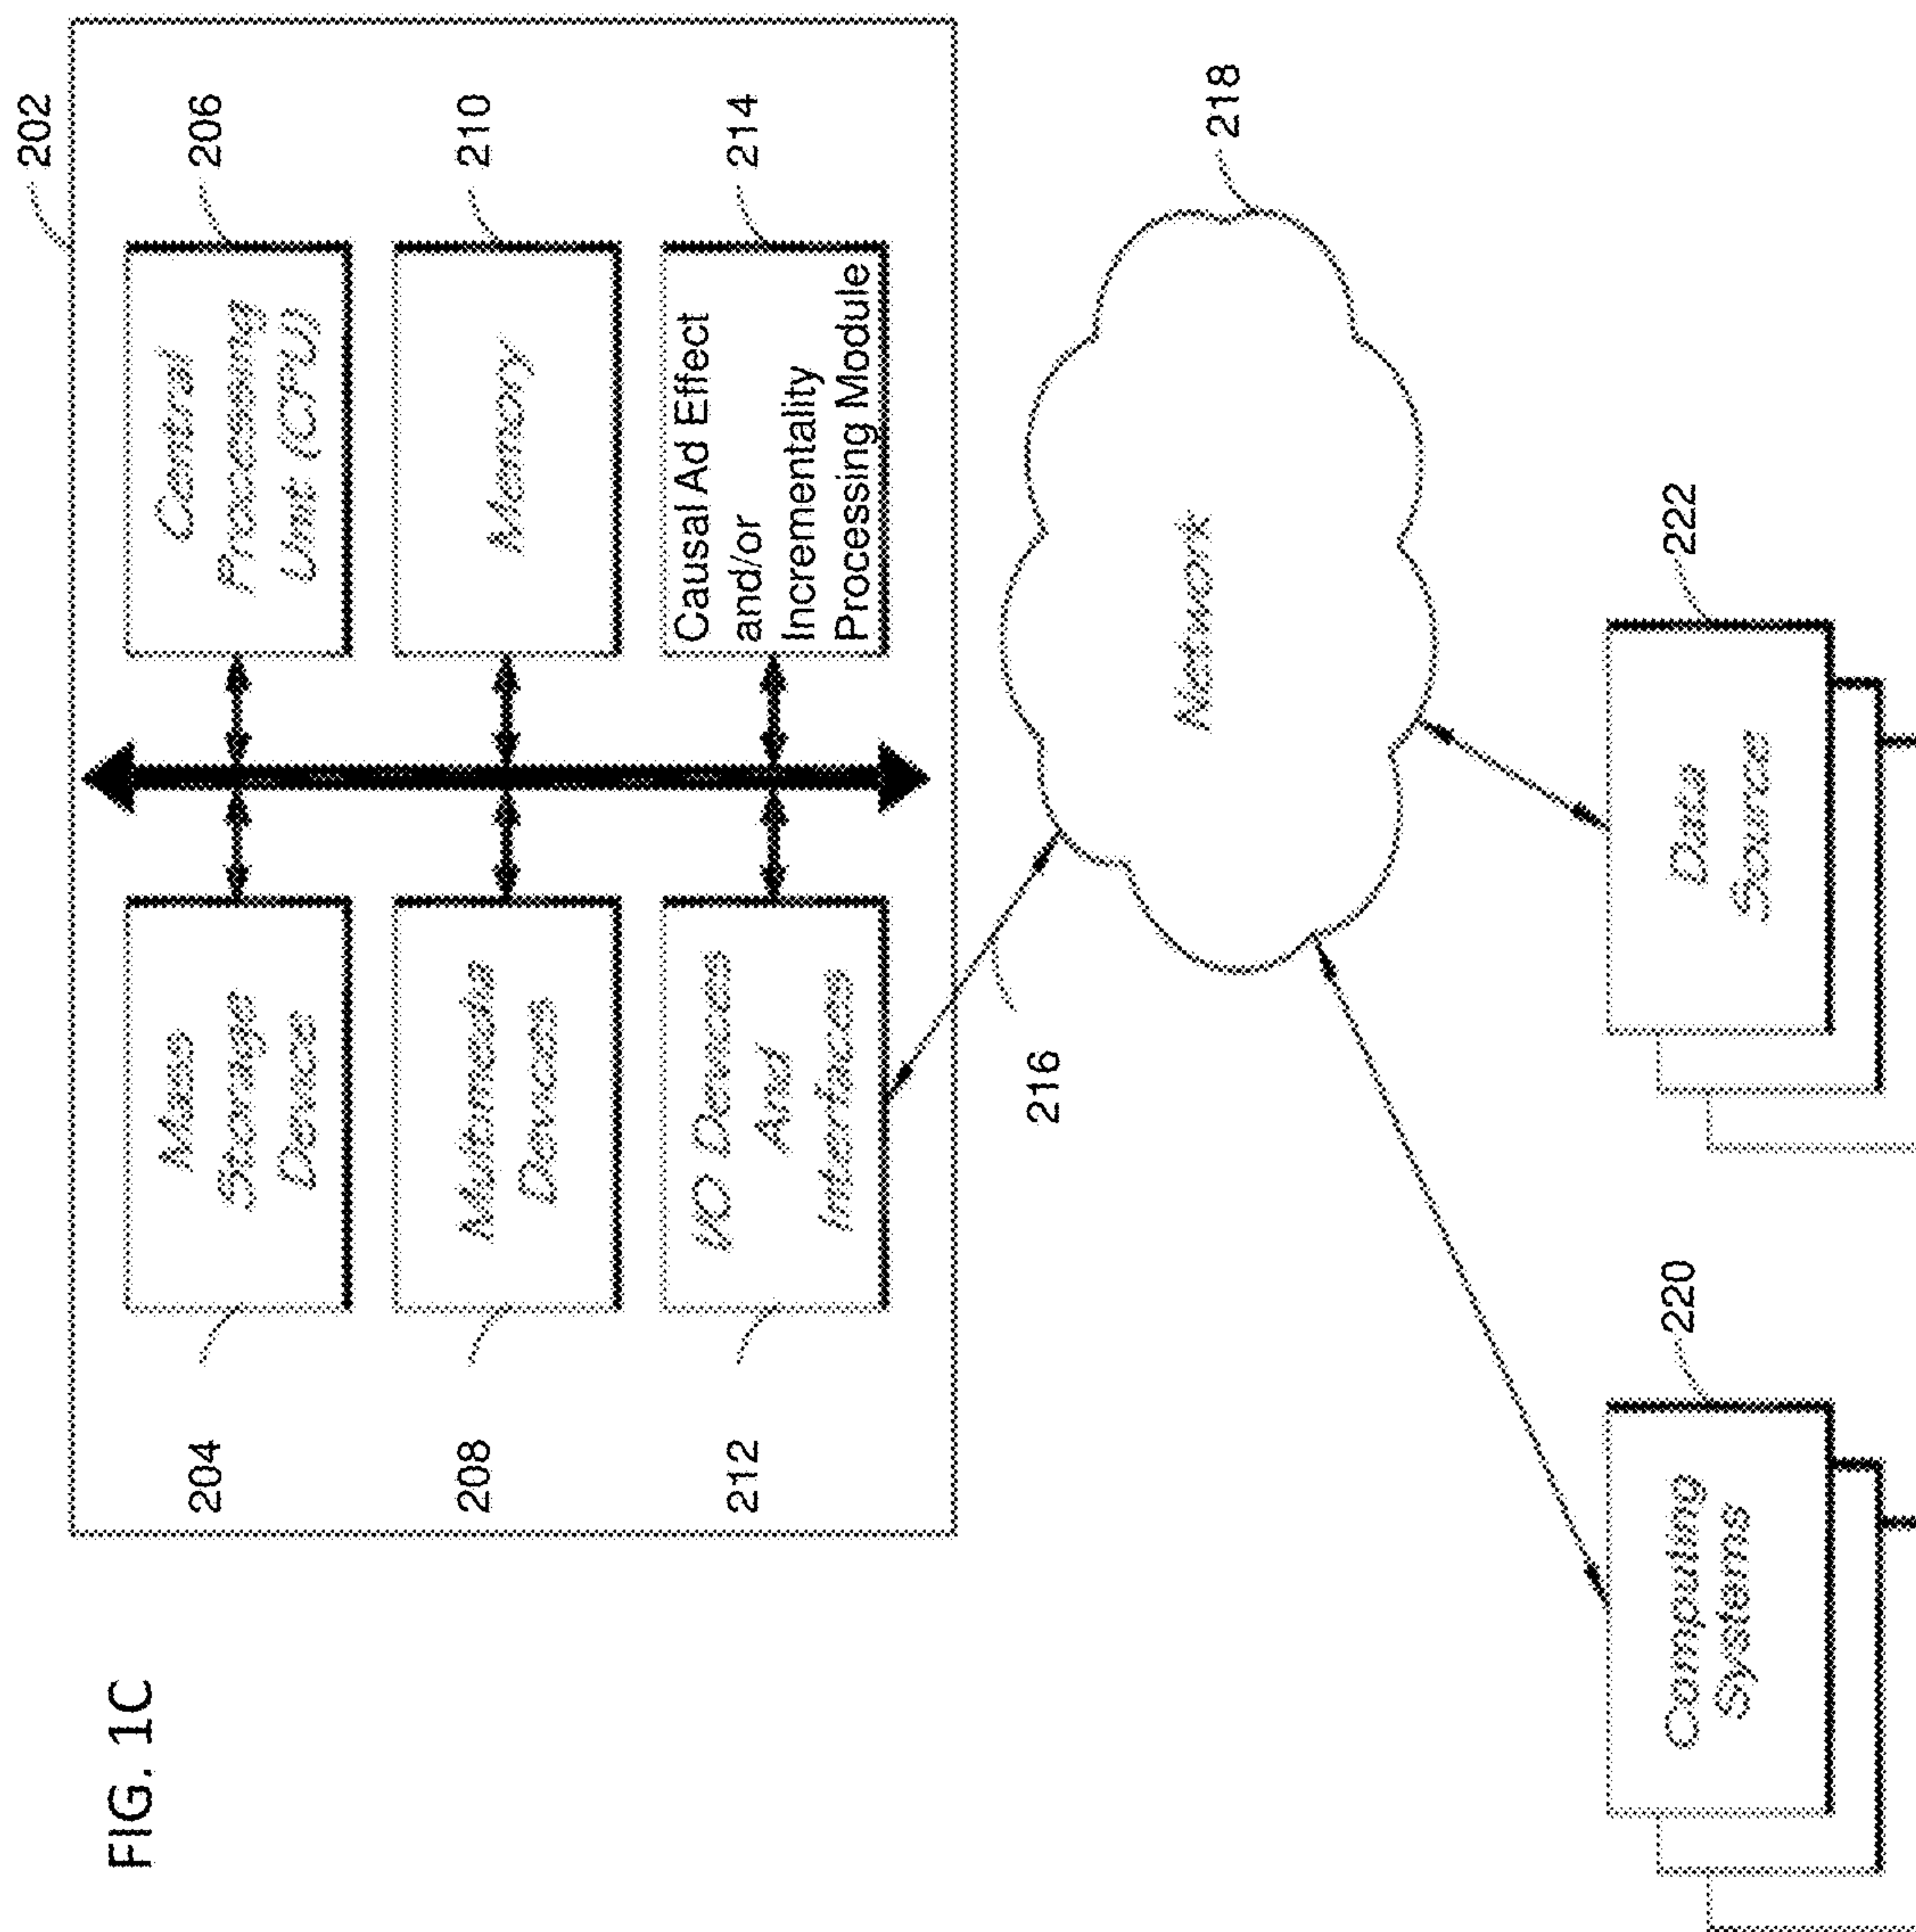 FIG. 1C
202
204
Mass
Storage
Device
Central
Processing
Unit (CPU)
206
208
Multimedia
Devices
Memory
210
212
I/O Devices
And
Interfaces
Causal Ad Effect
and/or
Incrementality
Processing Module
214
216
Network
218
220
Computing
Systems
222
Data
Source